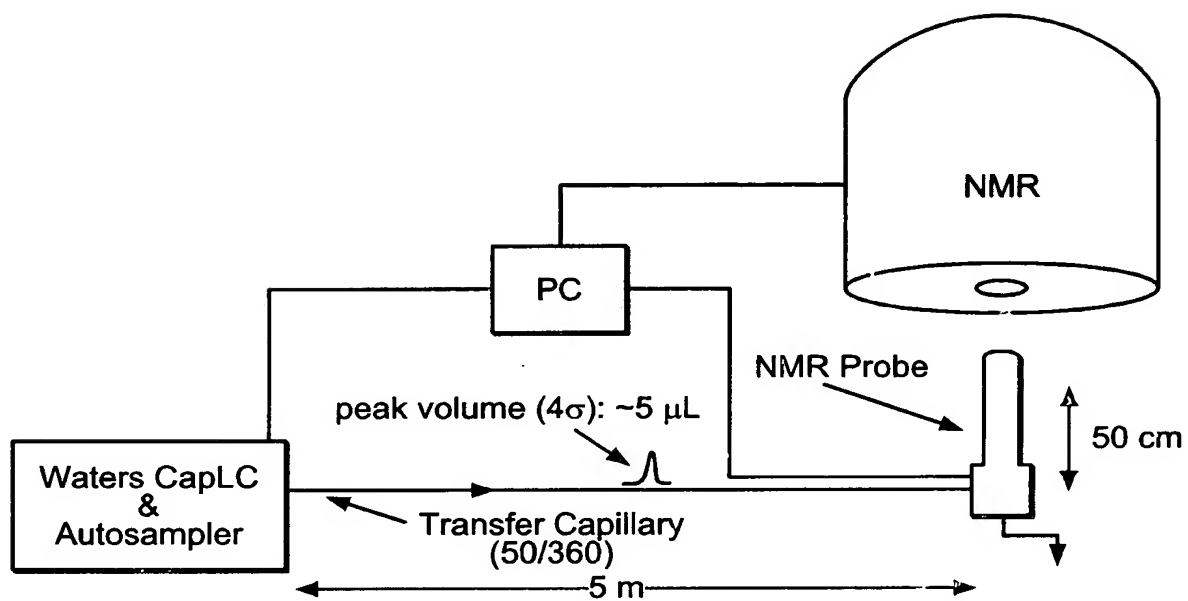 NMR
PC
NMR Probe
peak volume (4σ): ~5 μL
50 cm
Waters CapLC
&
Autosampler
Transfer Capillary
(50/360)
5 m